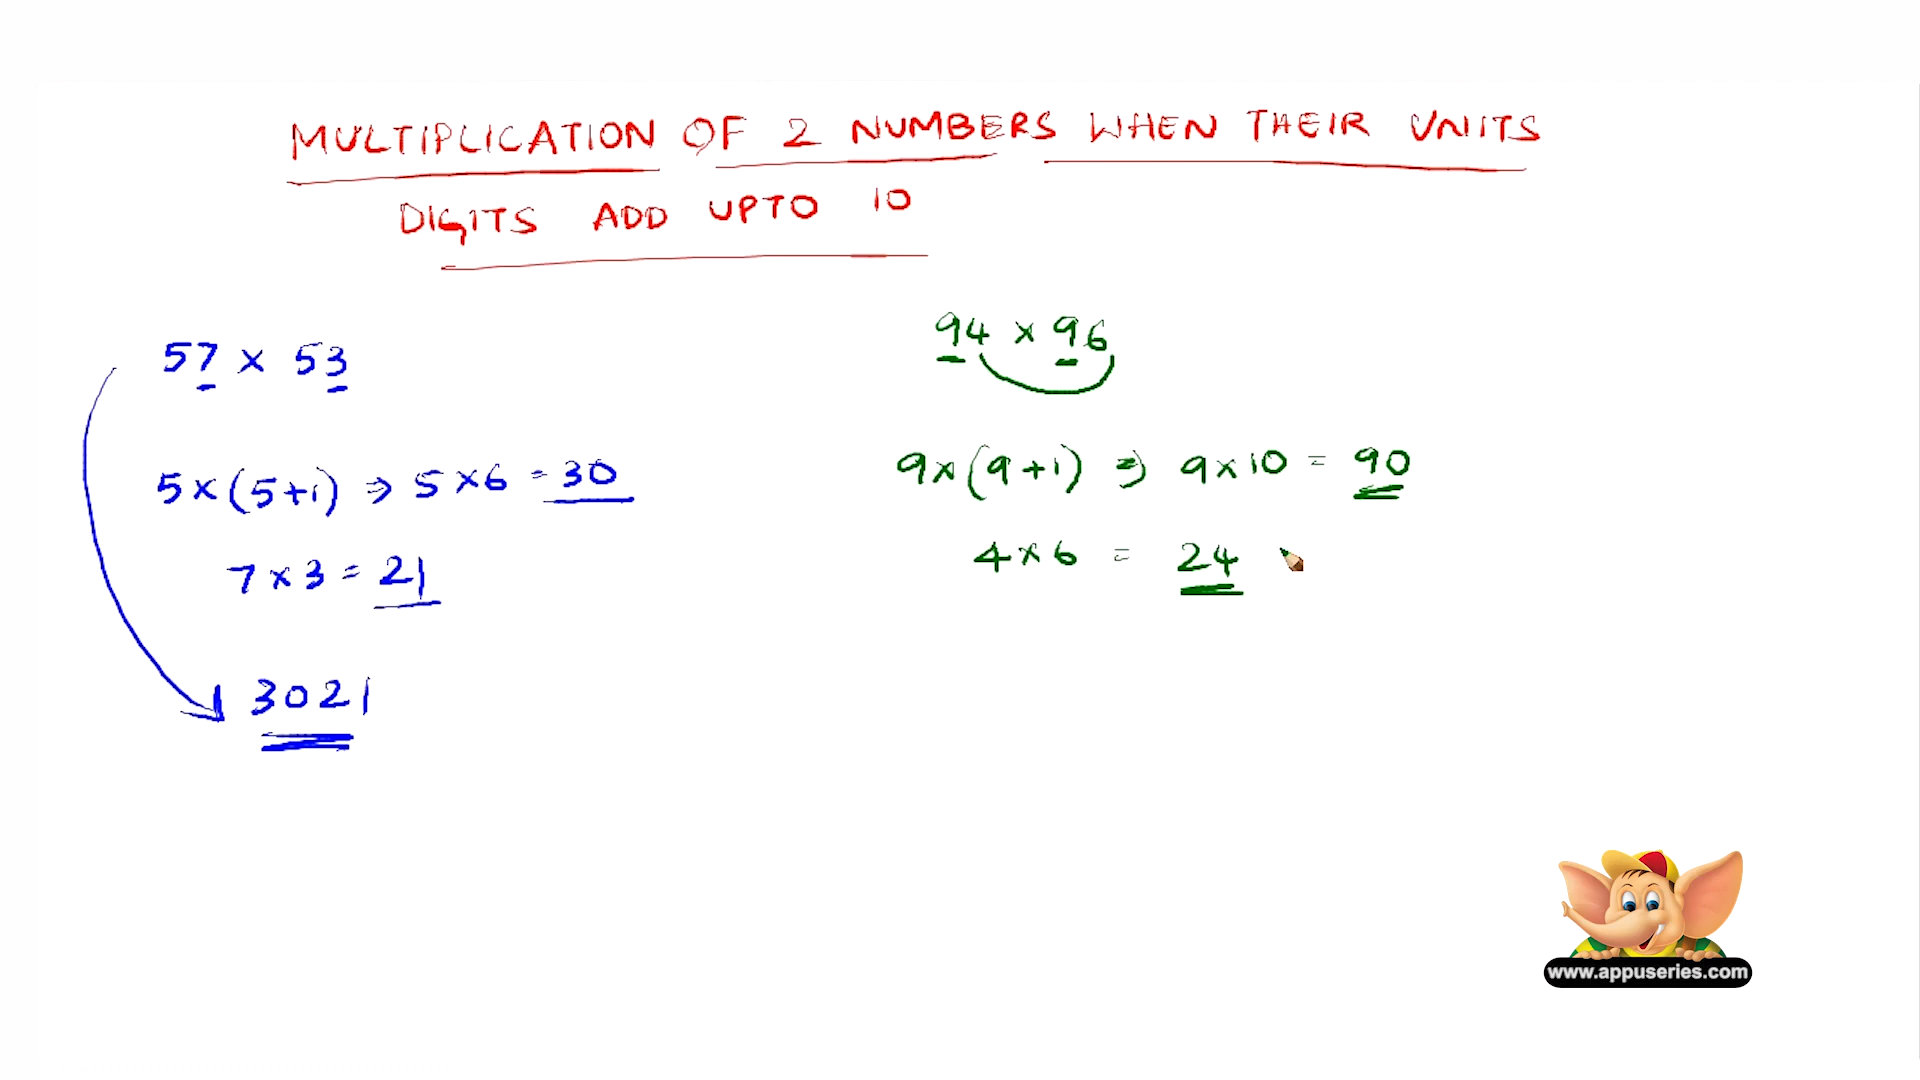 MULTIPLICATION OF 2 NUMBERS WHEN THEIR UNITS
DIGITS ADD UPTO 10
57 × 53
5×(5+1) ⇒ 5×6 = 30
7×3 = 21
3021
94 × 96
9×(9+1) ⇒ 9×10 = 90
4×6 = 24
www.appuseries.com